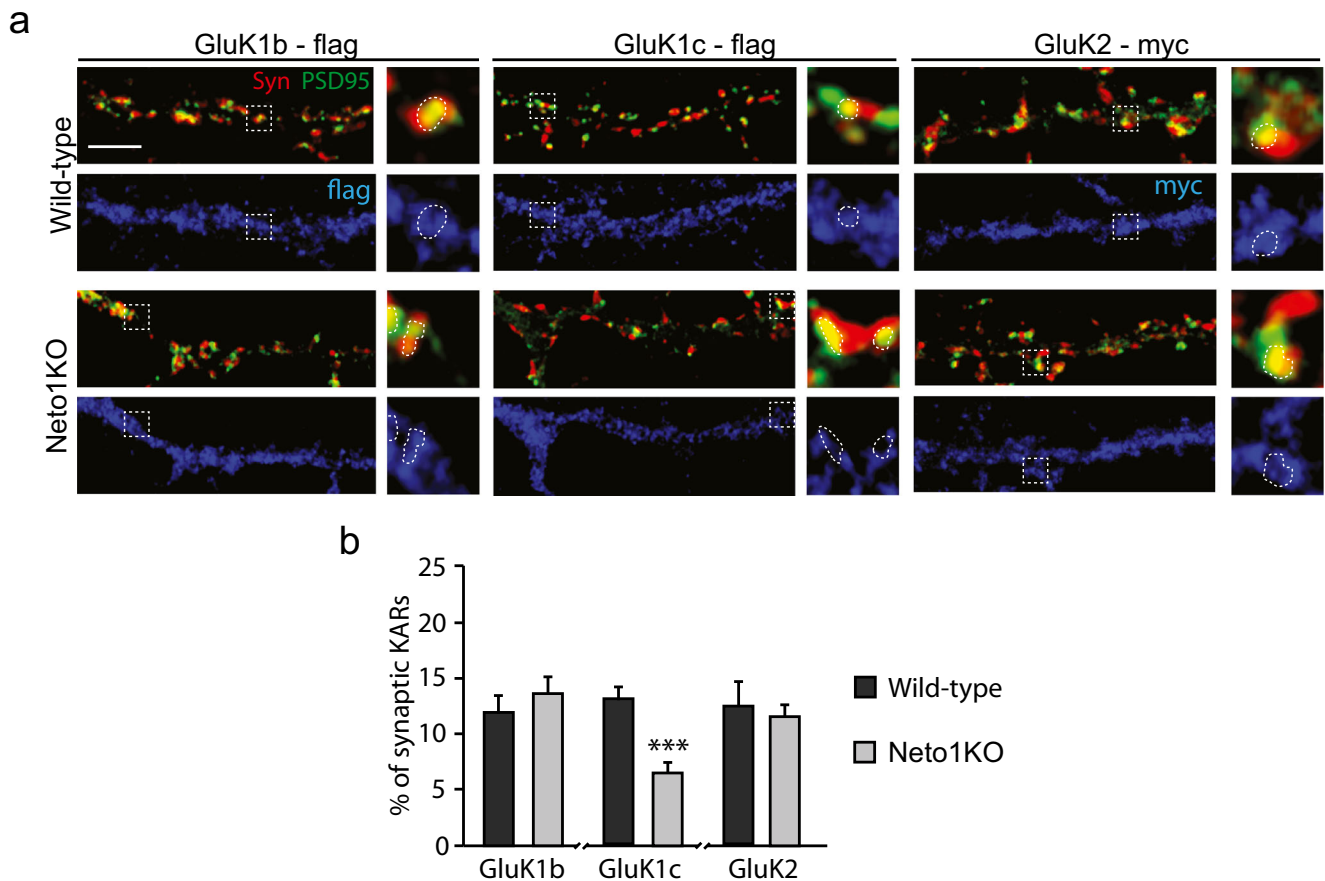 a
GluK1b - flag
GluK1c - flag
GluK2 - myc
Wild-type
Syn PSD95
flag
myc
Neto1KO
b
% of synaptic KARs
25
20
15
10
5
0
***
GluK1b
GluK1c
GluK2
Wild-type
Neto1KO